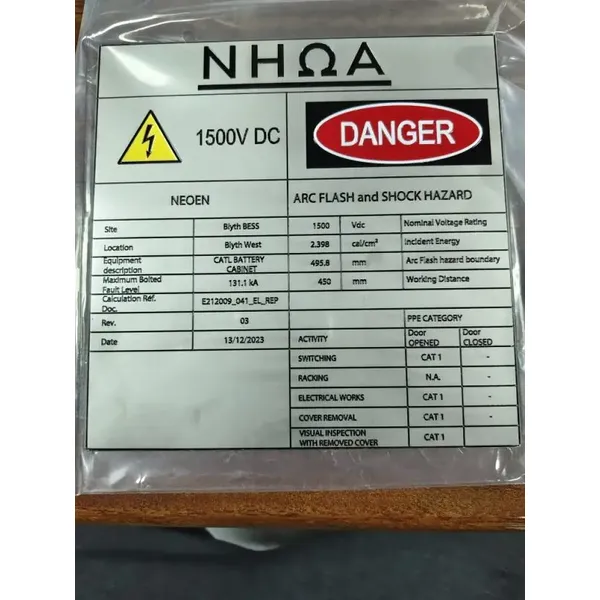 NHΩA
1500V DC
DANGER
NEOEN
ARC FLASH and SHOCK HAZARD
Site Blyth BESS 1500 Vdc Nominal Voltage Rating
Location Blyth West 2.398 cal/cm² Incident Energy
Equipment description CATL BATTERY CABINET 495.8 mm Arc Flash hazard boundary
Maximum Bolted Fault Level 131.1 kA 450 mm Working Distance
Calculation Ref. Doc. E212009_041_EL_REP
Rev. 03 PPE CATEGORY
Date 13/12/2023 ACTIVITY Door OPENED Door CLOSED
SWITCHING CAT 1 -
RACKING N.A. -
ELECTRICAL WORKS CAT 1 -
COVER REMOVAL CAT 1 -
VISUAL INSPECTION WITH REMOVED COVER CAT 1 -